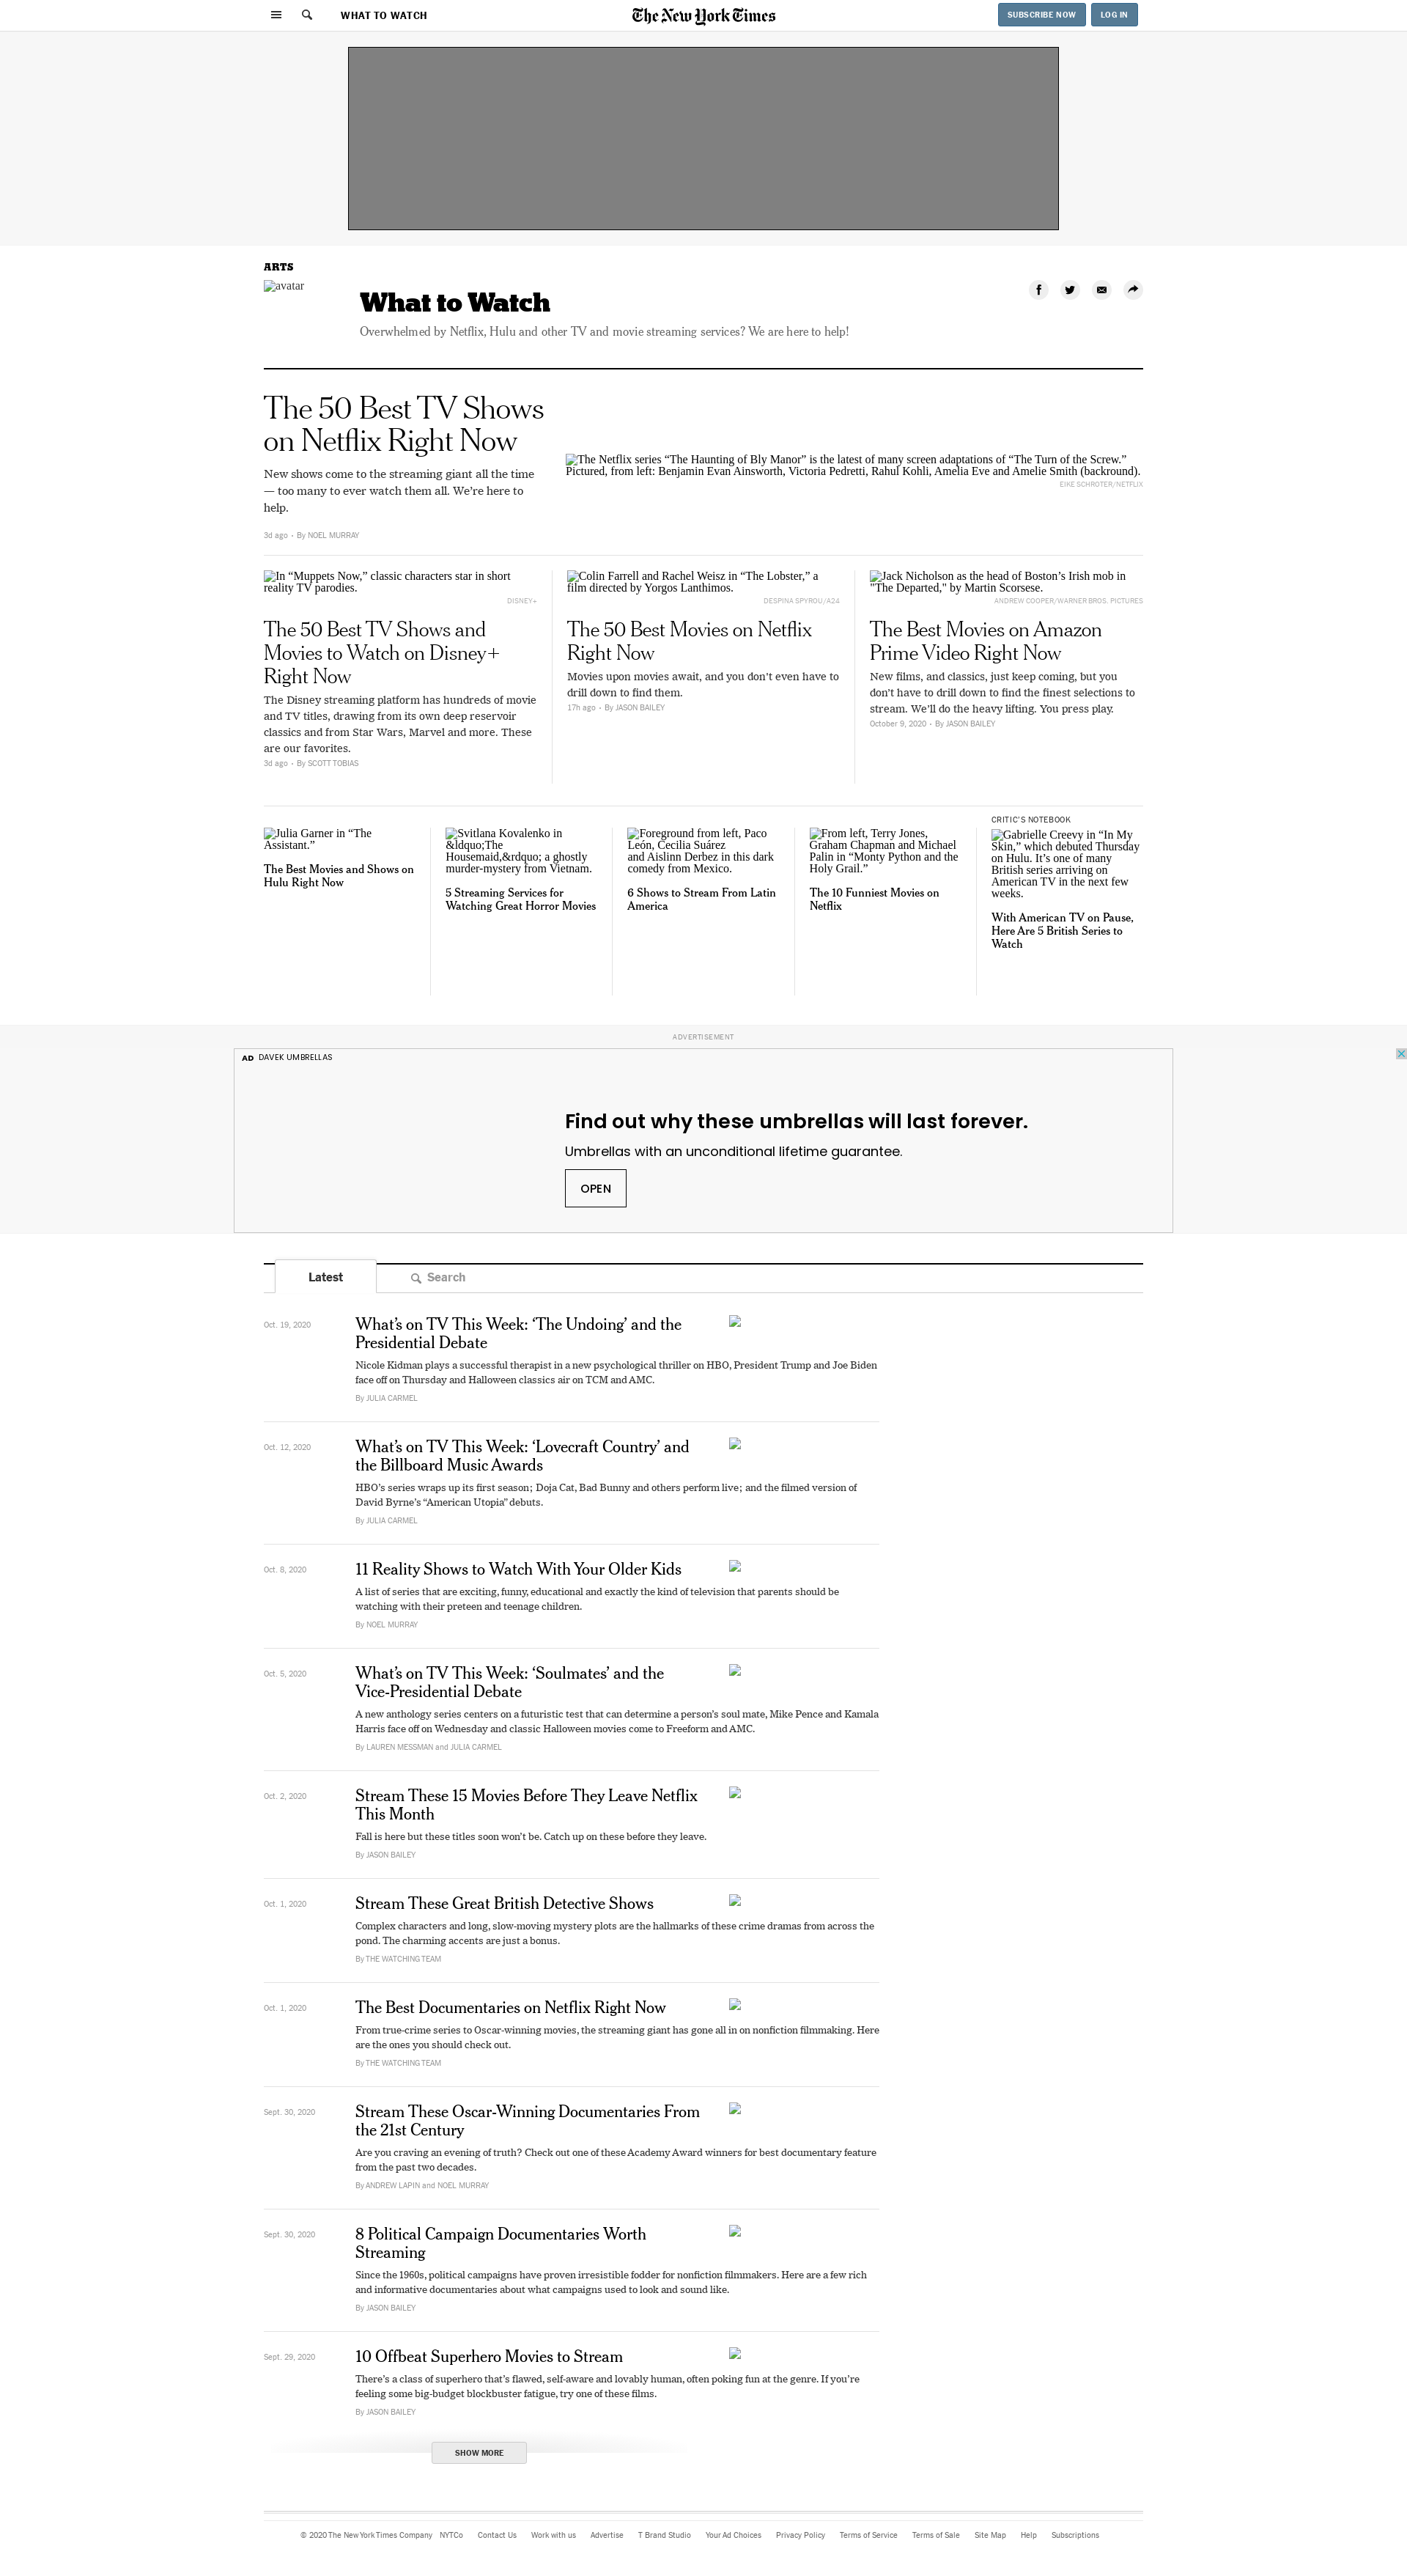 WHAT TO WATCH
The New York Times
SUBSCRIBE NOW
LOG IN
ARTS
avatar
What to Watch
Overwhelmed by Netflix, Hulu and other TV and movie streaming services? We are here to help!
The 50 Best TV Shows
on Netflix Right Now
New shows come to the streaming giant all the time
— too many to ever watch them all. We’re here to
help.
3d ago • By NOEL MURRAY
The Netflix series “The Haunting of Bly Manor” is the latest of many screen adaptations of “The Turn of the Screw.”
Pictured, from left: Benjamin Evan Ainsworth, Victoria Pedretti, Rahul Kohli, Amelia Eve and Amelie Smith (backround).
EIKE SCHROTER/NETFLIX
In “Muppets Now,” classic characters star in short
reality TV parodies.
DISNEY+
The 50 Best TV Shows and
Movies to Watch on Disney+
Right Now
The Disney streaming platform has hundreds of movie
and TV titles, drawing from its own deep reservoir
classics and from Star Wars, Marvel and more. These
are our favorites.
3d ago • By SCOTT TOBIAS
Colin Farrell and Rachel Weisz in “The Lobster,” a
film directed by Yorgos Lanthimos.
DESPINA SPYROU/A24
The 50 Best Movies on Netflix
Right Now
Movies upon movies await, and you don’t even have to
drill down to find them.
17h ago • By JASON BAILEY
Jack Nicholson as the head of Boston’s Irish mob in
"The Departed," by Martin Scorsese.
ANDREW COOPER/WARNER BROS. PICTURES
The Best Movies on Amazon
Prime Video Right Now
New films, and classics, just keep coming, but you
don’t have to drill down to find the finest selections to
stream. We’ll do the heavy lifting. You press play.
October 9, 2020 • By JASON BAILEY
Julia Garner in “The
Assistant.”
The Best Movies and Shows on
Hulu Right Now
Svitlana Kovalenko in
&ldquo;The
Housemaid,&rdquo; a ghostly
murder-mystery from Vietnam.
5 Streaming Services for
Watching Great Horror Movies
Foreground from left, Paco
León, Cecilia Suárez
and Aislinn Derbez in this dark
comedy from Mexico.
6 Shows to Stream From Latin
America
From left, Terry Jones,
Graham Chapman and Michael
Palin in “Monty Python and the
Holy Grail.”
The 10 Funniest Movies on
Netflix
CRITIC’S NOTEBOOK
Gabrielle Creevy in “In My
Skin,” which debuted Thursday
on Hulu. It’s one of many
British series arriving on
American TV in the next few
weeks.
With American TV on Pause,
Here Are 5 British Series to
Watch
ADVERTISEMENT
AD DAVEK UMBRELLAS
Find out why these umbrellas will last forever.
Umbrellas with an unconditional lifetime guarantee.
OPEN
Latest
Search
Oct. 19, 2020
What’s on TV This Week: ‘The Undoing’ and the
Presidential Debate
Nicole Kidman plays a successful therapist in a new psychological thriller on HBO, President Trump and Joe Biden
face off on Thursday and Halloween classics air on TCM and AMC.
By JULIA CARMEL
Oct. 12, 2020
What’s on TV This Week: ‘Lovecraft Country’ and
the Billboard Music Awards
HBO’s series wraps up its first season; Doja Cat, Bad Bunny and others perform live; and the filmed version of
David Byrne’s “American Utopia” debuts.
By JULIA CARMEL
Oct. 8, 2020
11 Reality Shows to Watch With Your Older Kids
A list of series that are exciting, funny, educational and exactly the kind of television that parents should be
watching with their preteen and teenage children.
By NOEL MURRAY
Oct. 5, 2020
What’s on TV This Week: ‘Soulmates’ and the
Vice-Presidential Debate
A new anthology series centers on a futuristic test that can determine a person’s soul mate, Mike Pence and Kamala
Harris face off on Wednesday and classic Halloween movies come to Freeform and AMC.
By LAUREN MESSMAN and JULIA CARMEL
Oct. 2, 2020
Stream These 15 Movies Before They Leave Netflix
This Month
Fall is here but these titles soon won’t be. Catch up on these before they leave.
By JASON BAILEY
Oct. 1, 2020
Stream These Great British Detective Shows
Complex characters and long, slow-moving mystery plots are the hallmarks of these crime dramas from across the
pond. The charming accents are just a bonus.
By THE WATCHING TEAM
Oct. 1, 2020
The Best Documentaries on Netflix Right Now
From true-crime series to Oscar-winning movies, the streaming giant has gone all in on nonfiction filmmaking. Here
are the ones you should check out.
By THE WATCHING TEAM
Sept. 30, 2020
Stream These Oscar-Winning Documentaries From
the 21st Century
Are you craving an evening of truth? Check out one of these Academy Award winners for best documentary feature
from the past two decades.
By ANDREW LAPIN and NOEL MURRAY
Sept. 30, 2020
8 Political Campaign Documentaries Worth
Streaming
Since the 1960s, political campaigns have proven irresistible fodder for nonfiction filmmakers. Here are a few rich
and informative documentaries about what campaigns used to look and sound like.
By JASON BAILEY
Sept. 29, 2020
10 Offbeat Superhero Movies to Stream
There’s a class of superhero that’s flawed, self-aware and lovably human, often poking fun at the genre. If you’re
feeling some big-budget blockbuster fatigue, try one of these films.
By JASON BAILEY
SHOW MORE
© 2020 The New York Times Company NYTCo Contact Us Work with us Advertise T Brand Studio Your Ad Choices Privacy Policy Terms of Service Terms of Sale Site Map Help Subscriptions